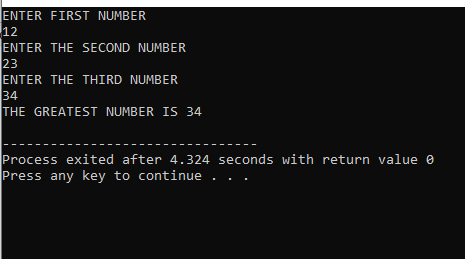 ENTER FIRST NUMBER
12
ENTER THE SECOND NUMBER
23
ENTER THE THIRD NUMBER
34
THE GREATEST NUMBER IS 34
--------------------------------
Process exited after 4.324 seconds with return value 0
Press any key to continue . . .